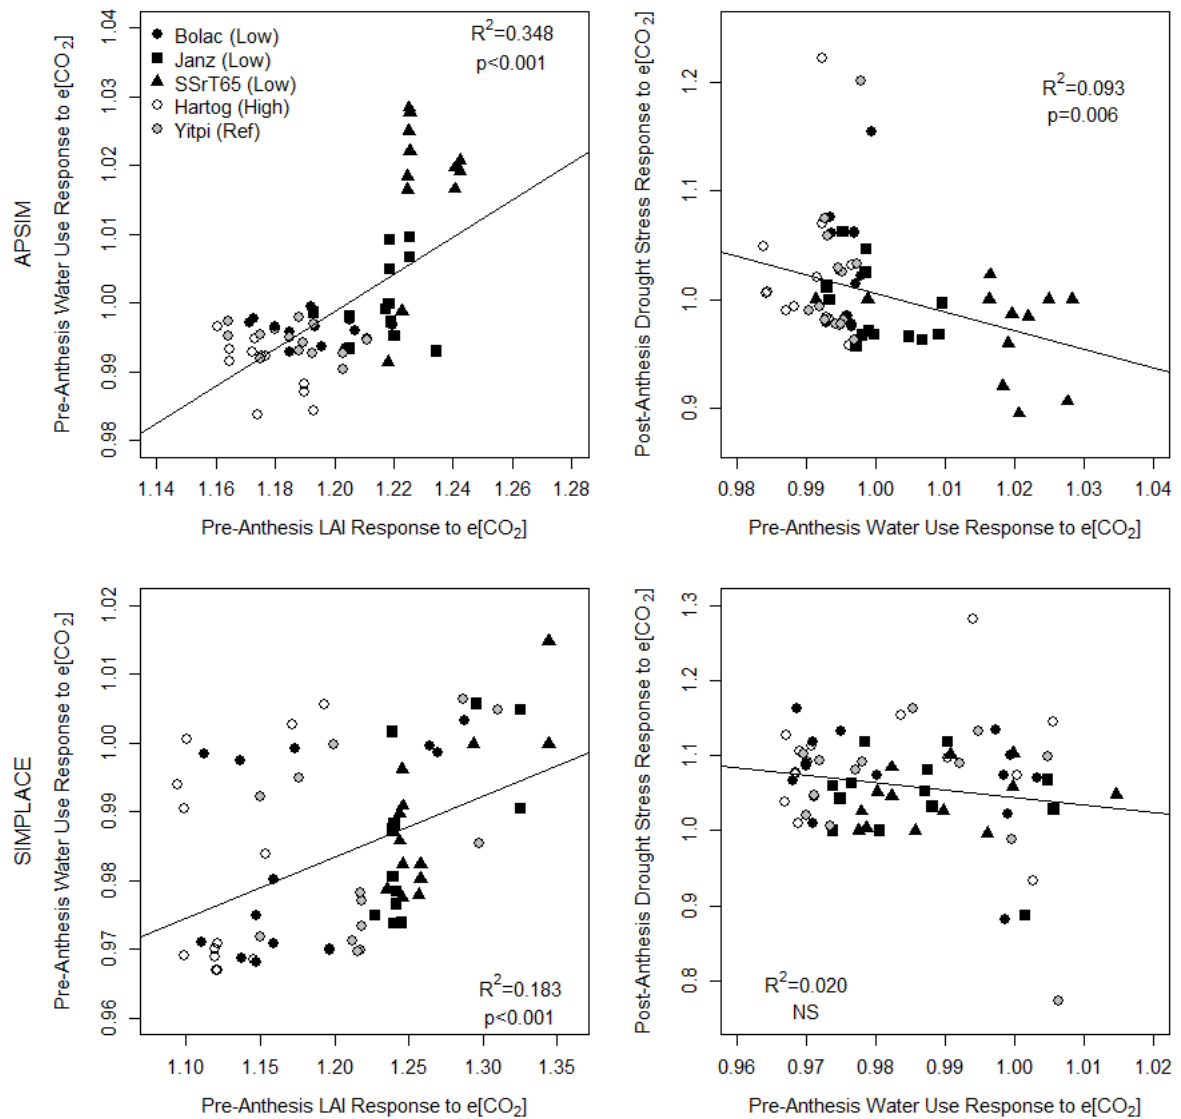 APSIM
Pre-Anthesis Water Use Response to e[CO₂]
1.04
1.03
1.02
1.01
1.00
0.99
0.98
Bolac (Low)
Janz (Low)
SSrT65 (Low)
Hartog (High)
Yitpi (Ref)
R²=0.348
p<0.001
1.14 1.16 1.18 1.20 1.22 1.24 1.26 1.28
Pre-Anthesis LAI Response to e[CO₂]
Post-Anthesis Drought Stress Response to e[CO₂]
1.2
1.1
1.0
0.9
R²=0.093
p=0.006
0.98 0.99 1.00 1.01 1.02 1.03 1.04
Pre-Anthesis Water Use Response to e[CO₂]
SIMPLACE
Pre-Anthesis Water Use Response to e[CO₂]
1.02
1.01
1.00
0.99
0.98
0.97
0.96
R²=0.183
p<0.001
1.10 1.15 1.20 1.25 1.30 1.35
Pre-Anthesis LAI Response to e[CO₂]
Post-Anthesis Drought Stress Response to e[CO₂]
1.3
1.2
1.1
1.0
0.9
0.8
R²=0.020
NS
0.96 0.97 0.98 0.99 1.00 1.01 1.02
Pre-Anthesis Water Use Response to e[CO₂]